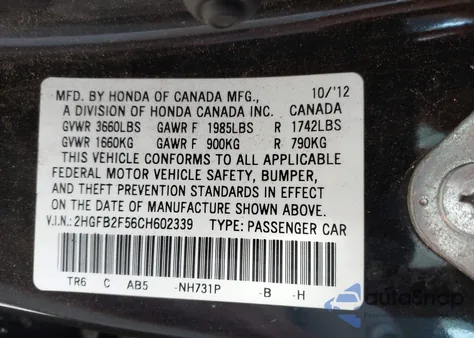 MFD. BY HONDA OF CANADA MFG., 10/'12
A DIVISION OF HONDA CANADA INC. CANADA
GVWR 3660LBS GAWR F 1985LBS R 1742LBS
GVWR 1660KG GAWR F 900KG R 790KG
THIS VEHICLE CONFORMS TO ALL APPLICABLE
FEDERAL MOTOR VEHICLE SAFETY, BUMPER,
AND THEFT PREVENTION STANDARDS IN EFFECT
ON THE DATE OF MANUFACTURE SHOWN ABOVE.
V.I.N.: 2HGFB2F56CH602339 TYPE: PASSENGER CAR
TR6 C AB5 -NH731P -B -H
autoSnap